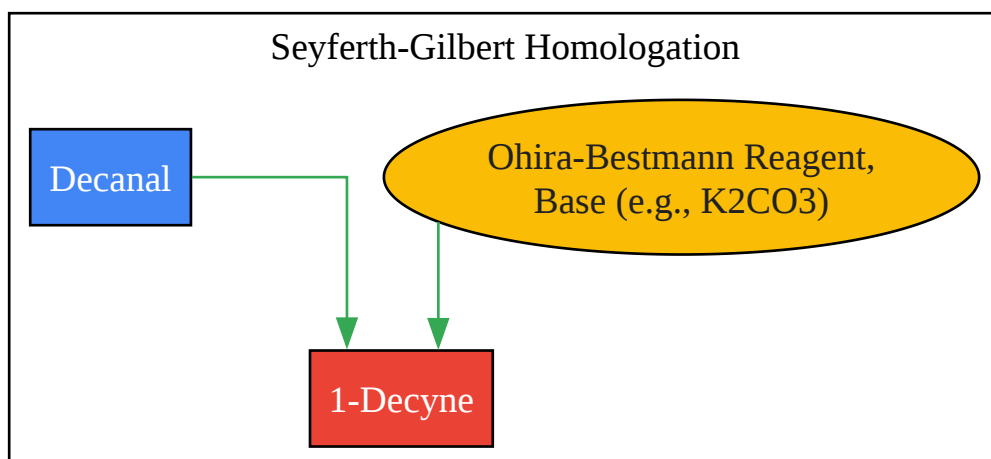 Seyferth-Gilbert Homologation
Decanal
Ohira-Bestmann Reagent,
Base (e.g., K2CO3)
1-Decyne